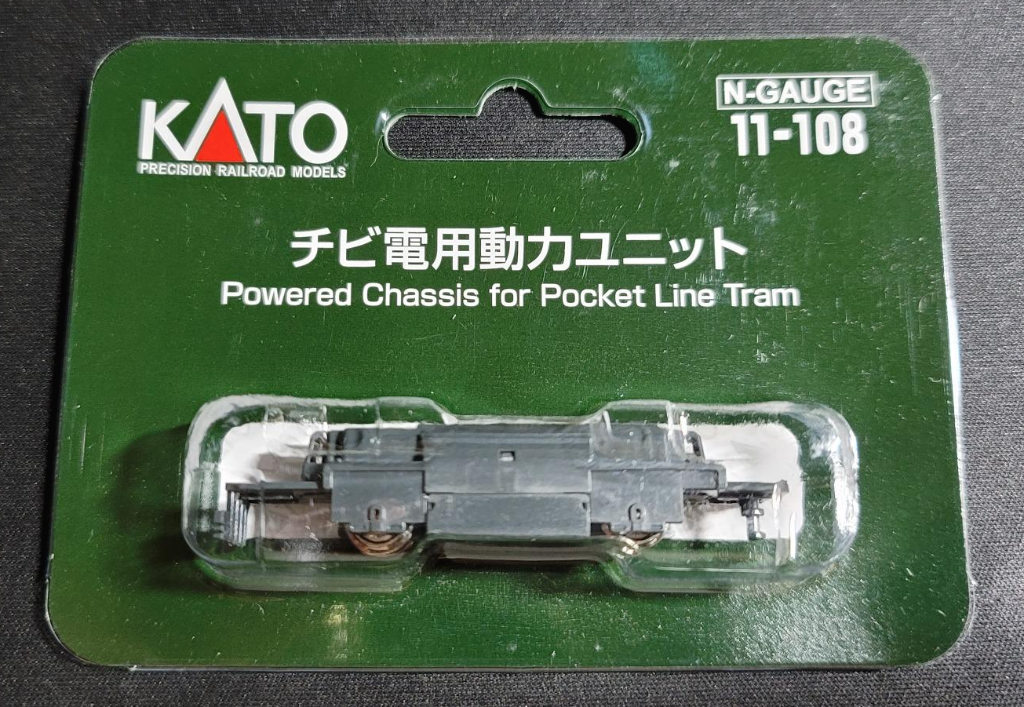 KATO
PRECISION RAILROAD MODELS
N-GAUGE
11-108
チビ電用動力ユニット
Powered Chassis for Pocket Line Tram